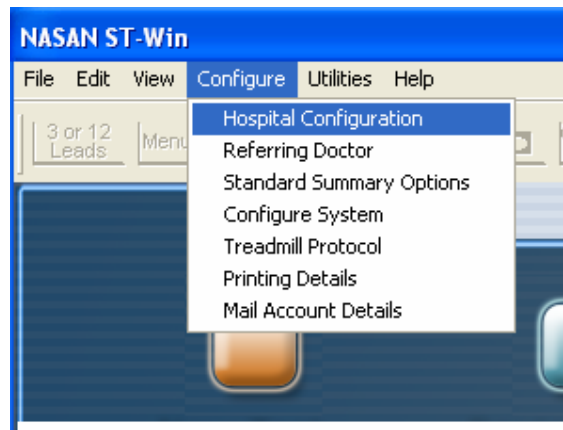 NASAN ST-Win
File Edit View Configure Utilities Help
3 or 12
Leads
Hospital Configuration
Referring Doctor
Standard Summary Options
Configure System
Treadmill Protocol
Printing Details
Mail Account Details